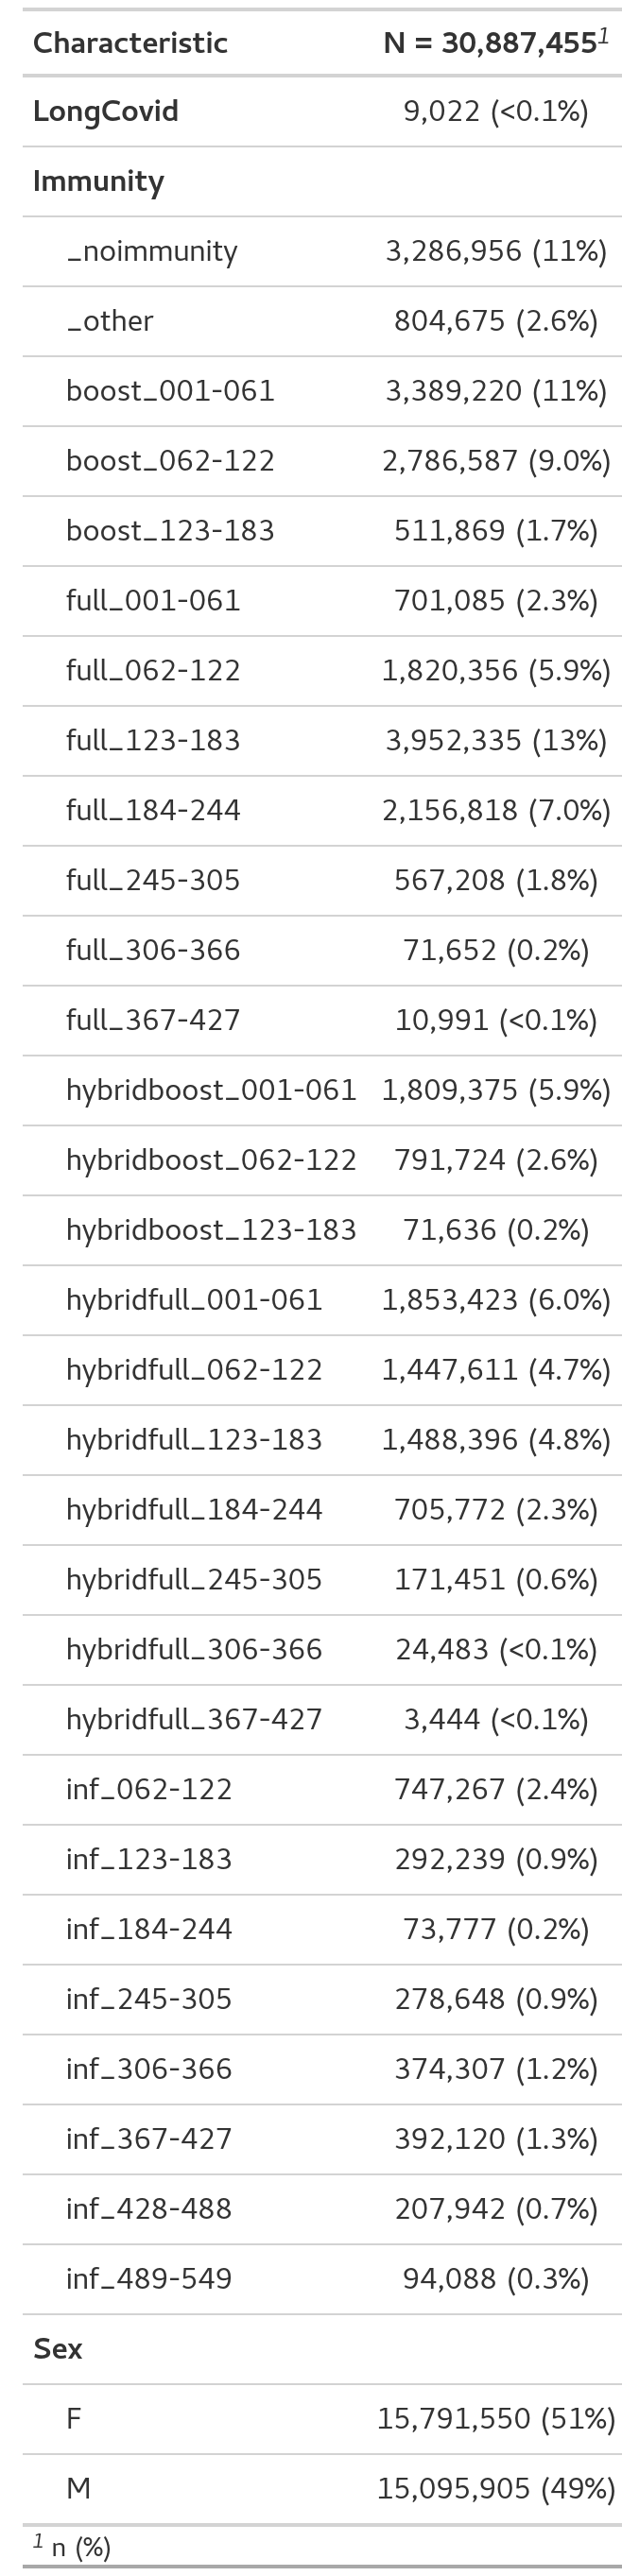 Characteristic N = 30,887,455¹
LongCovid 9,022 (<0.1%)
Immunity
_noimmunity 3,286,956 (11%)
_other 804,675 (2.6%)
boost_001-061 3,389,220 (11%)
boost_062-122 2,786,587 (9.0%)
boost_123-183 511,869 (1.7%)
full_001-061 701,085 (2.3%)
full_062-122 1,820,356 (5.9%)
full_123-183 3,952,335 (13%)
full_184-244 2,156,818 (7.0%)
full_245-305 567,208 (1.8%)
full_306-366 71,652 (0.2%)
full_367-427 10,991 (<0.1%)
hybridboost_001-061 1,809,375 (5.9%)
hybridboost_062-122 791,724 (2.6%)
hybridboost_123-183 71,636 (0.2%)
hybridfull_001-061 1,853,423 (6.0%)
hybridfull_062-122 1,447,611 (4.7%)
hybridfull_123-183 1,488,396 (4.8%)
hybridfull_184-244 705,772 (2.3%)
hybridfull_245-305 171,451 (0.6%)
hybridfull_306-366 24,483 (<0.1%)
hybridfull_367-427 3,444 (<0.1%)
inf_062-122 747,267 (2.4%)
inf_123-183 292,239 (0.9%)
inf_184-244 73,777 (0.2%)
inf_245-305 278,648 (0.9%)
inf_306-366 374,307 (1.2%)
inf_367-427 392,120 (1.3%)
inf_428-488 207,942 (0.7%)
inf_489-549 94,088 (0.3%)
Sex
F 15,791,550 (51%)
M 15,095,905 (49%)
¹ n (%)